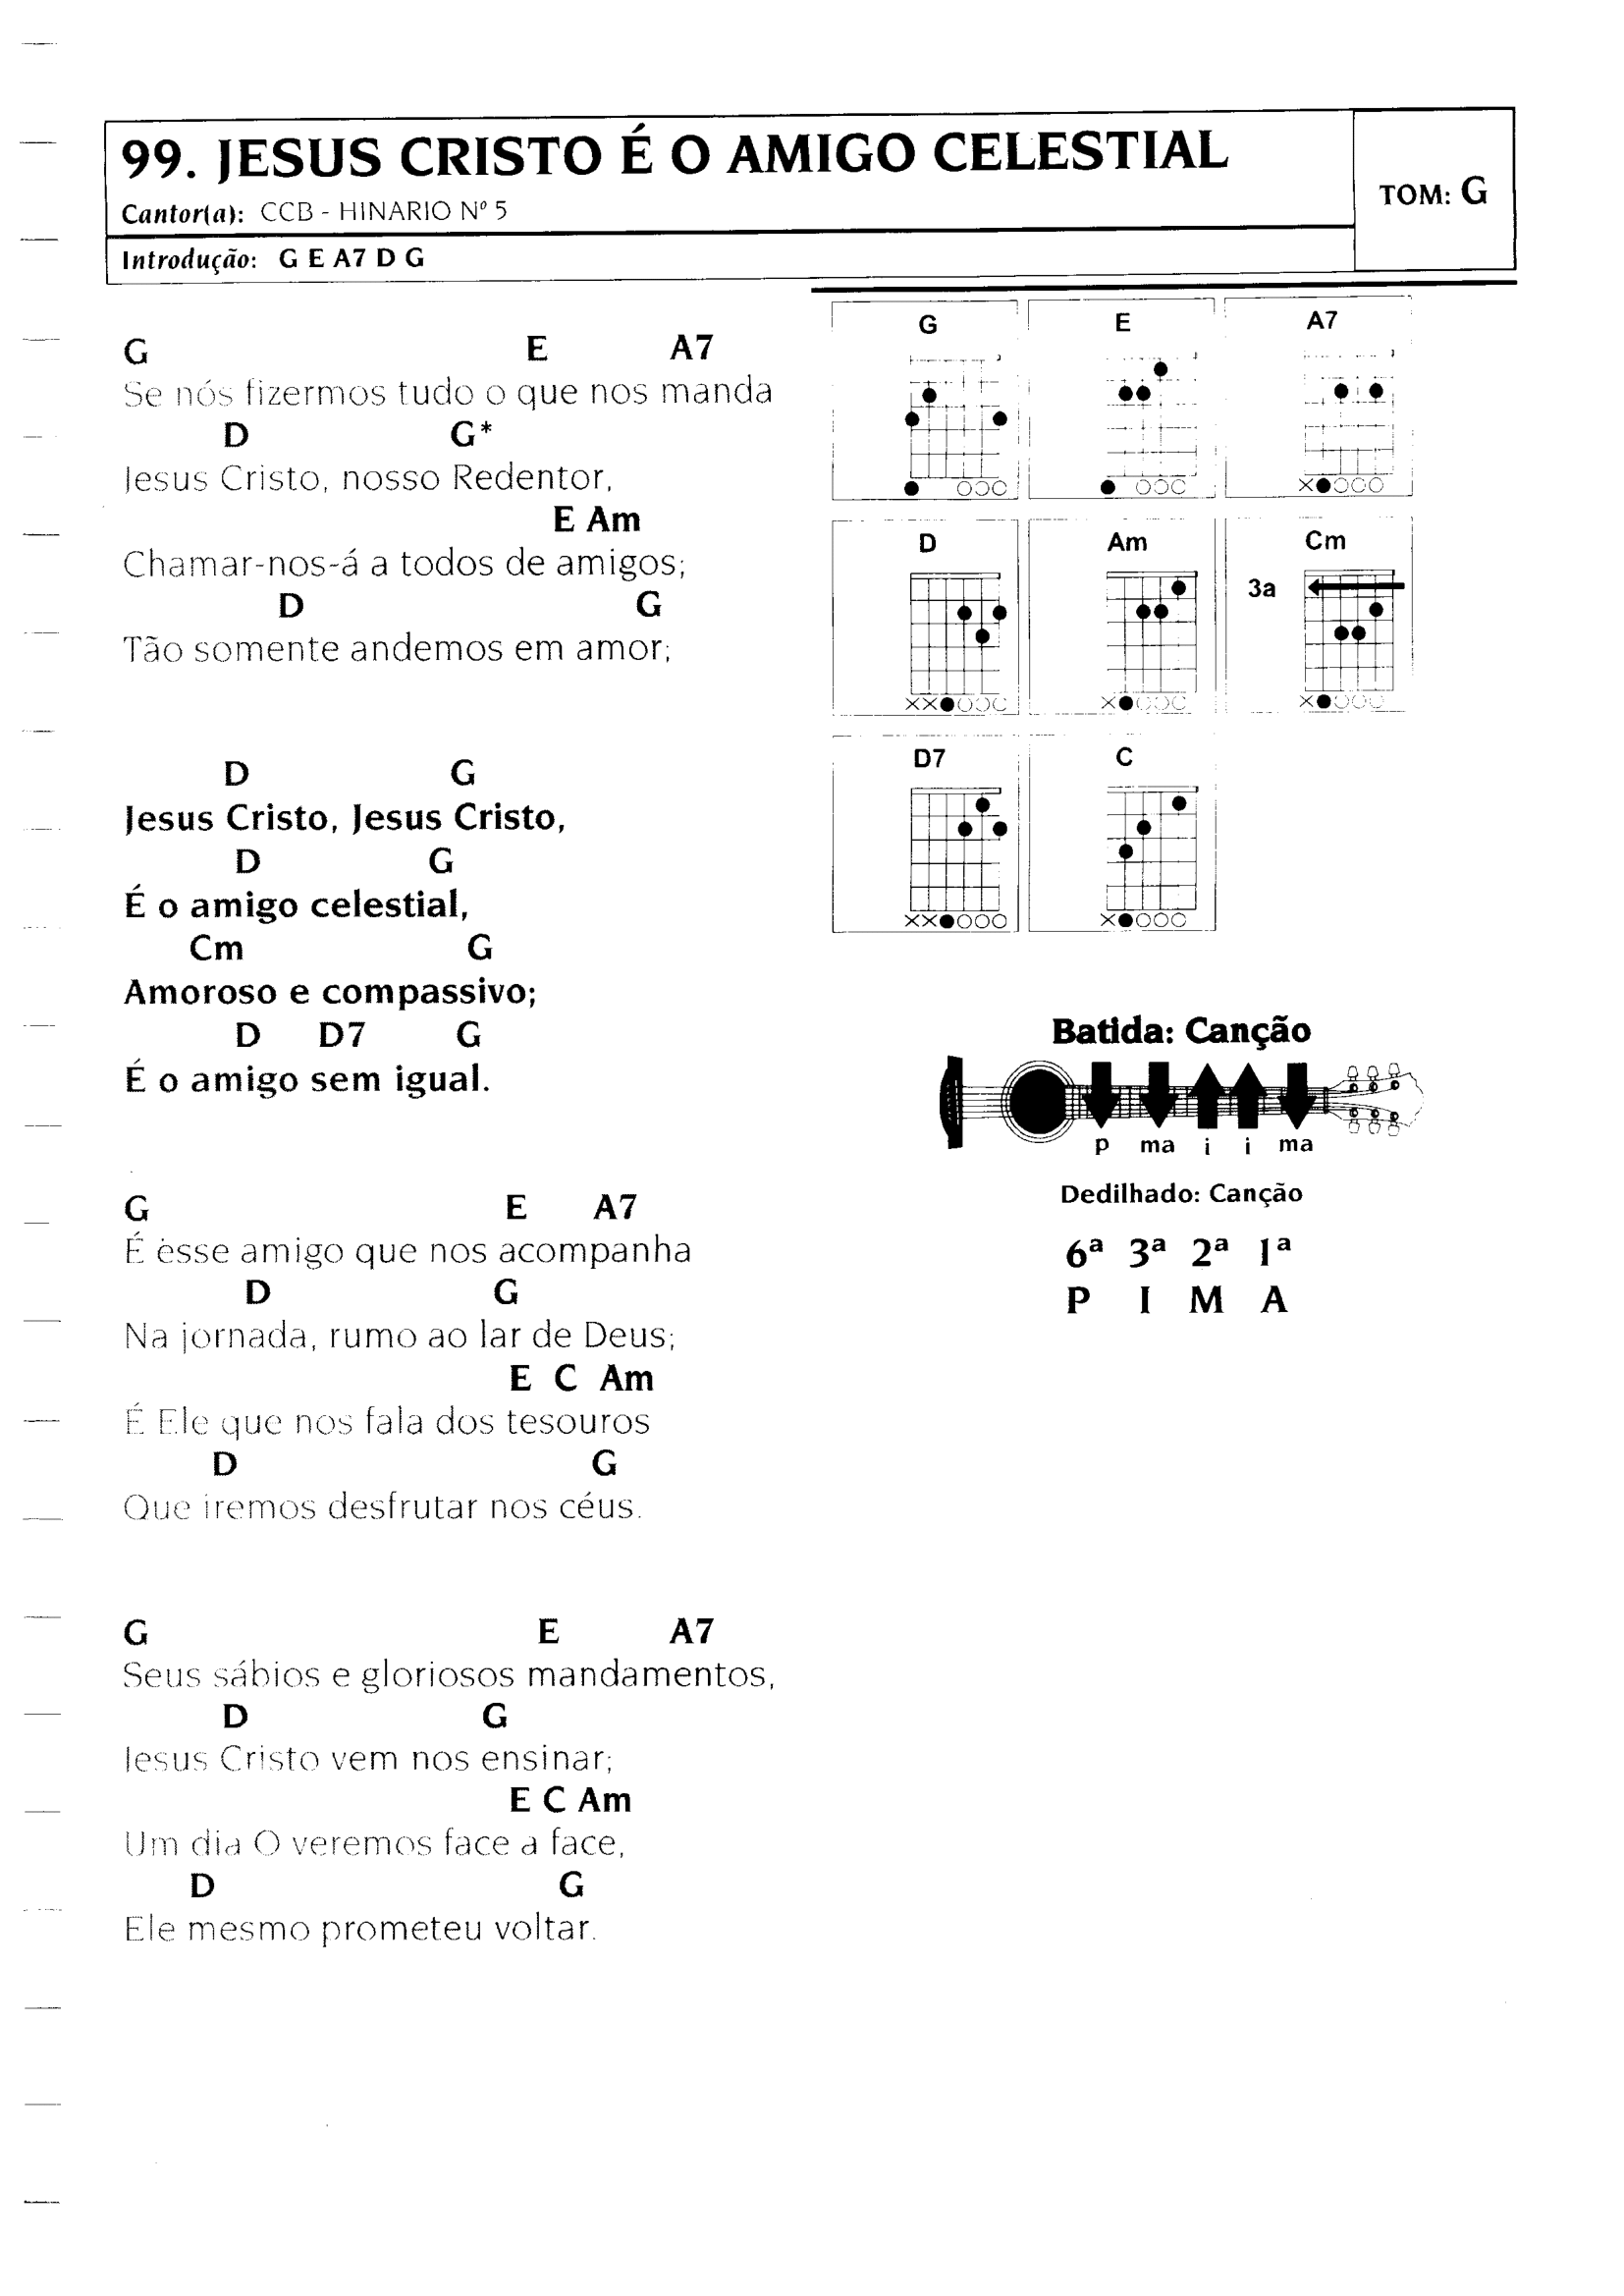 99. JESUS CRISTO É O AMIGO CELESTIAL
Cantor(a): CCB - HINARIO Nº 5
TOM: G
Introdução: G E A7 D G
G E A7
Se nós fizermos tudo o que nos manda
D G*
Jesus Cristo, nosso Redentor,
E Am
Chamar-nos-á a todos de amigos;
D G
Tão somente andemos em amor;
D G
Jesus Cristo, Jesus Cristo,
D G
É o amigo celestial,
Cm G
Amoroso e compassivo;
D D7 G
É o amigo sem igual.
G E A7
É èsse amigo que nos acompanha
D G
Na jornada, rumo ao lar de Deus;
E C Am
É Ele que nos fala dos tesouros
D G
Que iremos desfrutar nos céus.
G E A7
Seus sábios e gloriosos mandamentos,
D G
Jesus Cristo vem nos ensinar;
E C Am
Um dia O veremos face a face,
D G
Ele mesmo prometeu voltar.
G E A7
D Am Cm
3a
D7 C
Batida: Canção
p ma i i ma
Dedilhado: Canção
6ª 3ª 2ª 1ª
P I M A